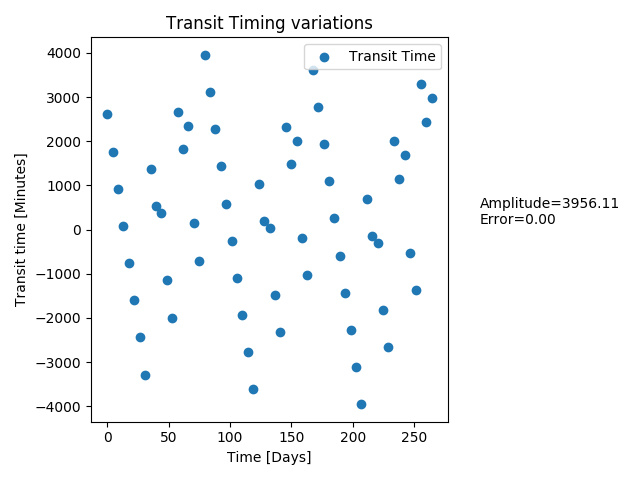 Transit Timing variations
Transit Time
Transit time [Minutes]
4000
3000
2000
1000
0
−1000
−2000
−3000
−4000
0 50 100 150 200 250
Time [Days]
Amplitude=3956.11
Error=0.00